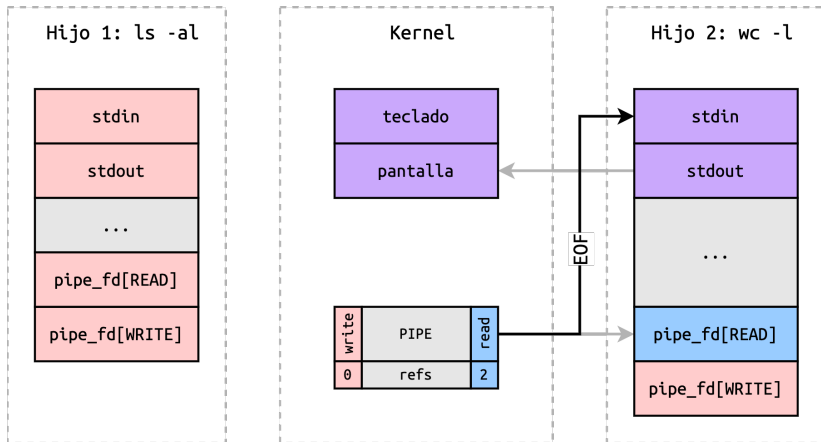 Hijo 1: ls -al
stdin
stdout
...
pipe_fd[READ]
pipe_fd[WRITE]
Kernel
teclado
pantalla
write
PIPE
read
0
refs
2
EOF
Hijo 2: wc -l
stdin
stdout
...
pipe_fd[READ]
pipe_fd[WRITE]